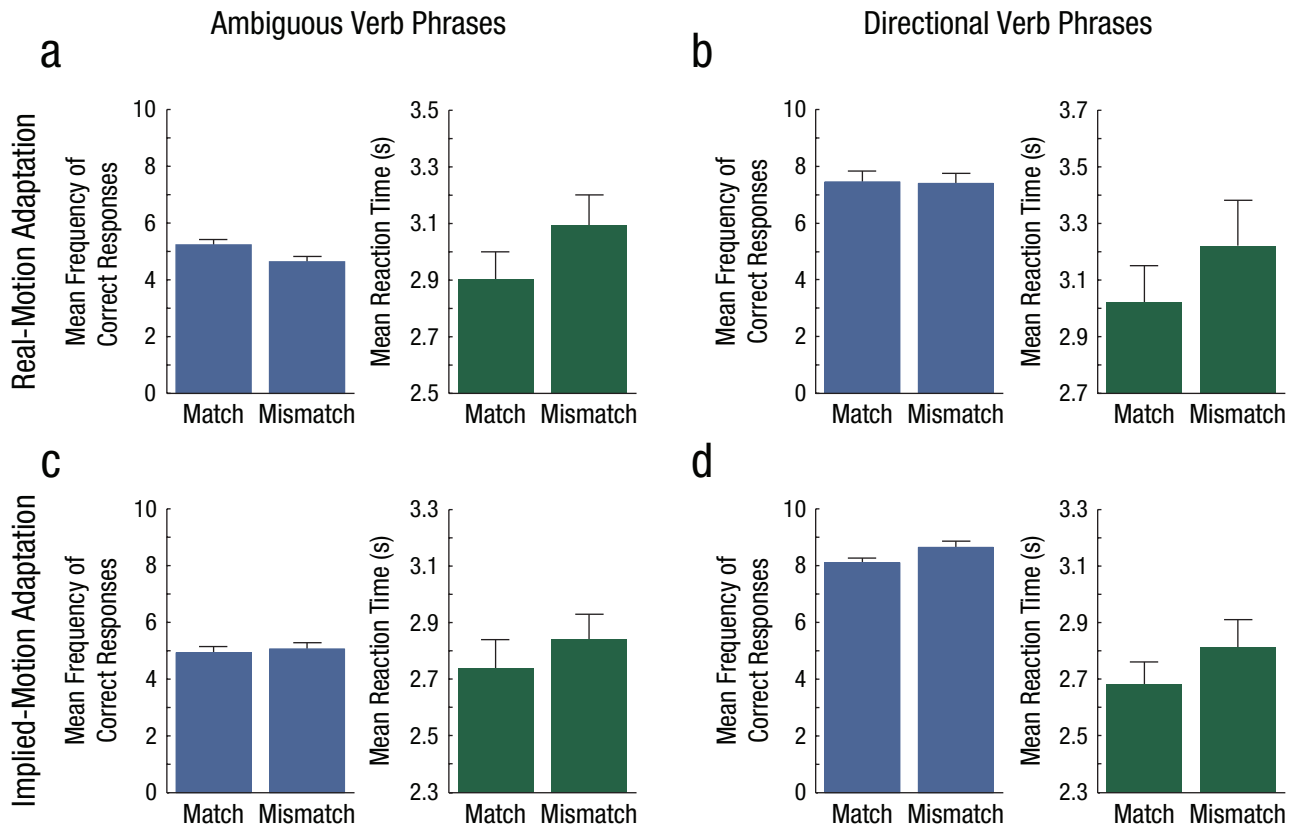 Ambiguous Verb Phrases
Directional Verb Phrases
a
b
Real-Motion Adaptation
Mean Frequency of
Correct Responses
10
8
6
4
2
0
Match Mismatch
Mean Reaction Time (s)
3.5
3.3
3.1
2.9
2.7
2.5
Match Mismatch
Mean Frequency of
Correct Responses
10
8
6
4
2
0
Match Mismatch
Mean Reaction Time (s)
3.7
3.5
3.3
3.1
2.9
2.7
Match Mismatch
c
d
Implied-Motion Adaptation
Mean Frequency of
Correct Responses
10
8
6
4
2
0
Match Mismatch
Mean Reaction Time (s)
3.3
3.1
2.9
2.7
2.5
2.3
Match Mismatch
Mean Frequency of
Correct Responses
10
8
6
4
2
0
Match Mismatch
Mean Reaction Time (s)
3.3
3.1
2.9
2.7
2.5
2.3
Match Mismatch